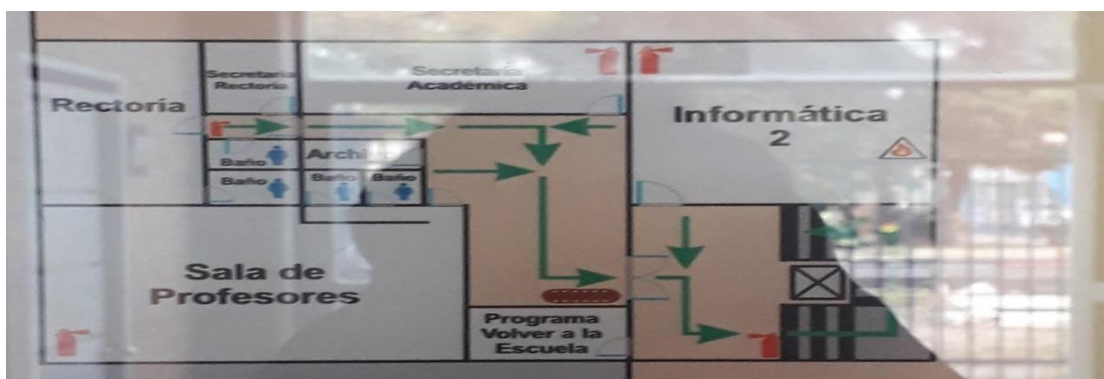 Rectoría
Secretaría
Rectoría
Secretaría
Académica
Informática
2
Baño
Baño
Baño
Baño
Sala de
Profesores
Programa
Volver a la
Escuela